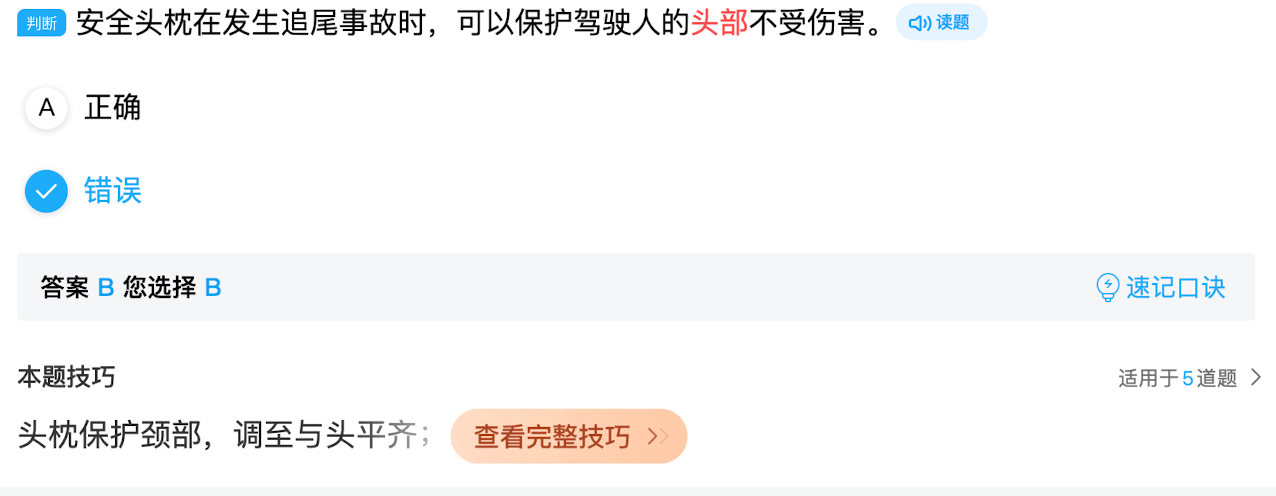 判断 安全头枕在发生追尾事故时，可以保护驾驶人的头部不受伤害。 读题
A 正确
错误
答案 B 您选择 B 速记口诀
本题技巧 适用于5道题
头枕保护颈部，调至与头平齐； 查看完整技巧